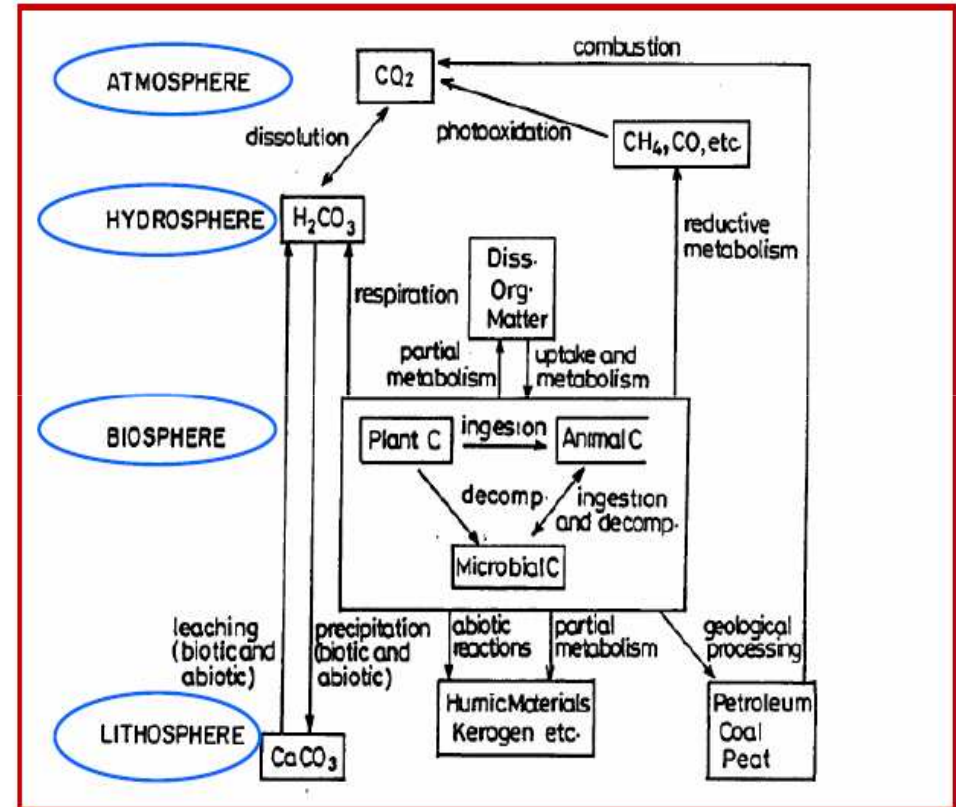 combustion
ATMOSPHERE
CO2
dissolution
photooxidation
CH4, CO, etc.
HYDROSPHERE
H2CO3
reductive
metabolism
Diss.
Org.
Matter
respiration
partial
metabolism
uptake and
metabolism
BIOSPHERE
Plant C
ingestion
Animal C
decomp.
ingestion
and decomp.
Microbial C
leaching
(biotic and
abiotic)
precipitation
(biotic and
abiotic)
abiotic
reactions
partial
metabolism
geological
processing
LITHOSPHERE
CaCO3
Humic Materials
Kerogen etc.
Petroleum
Coal
Peat